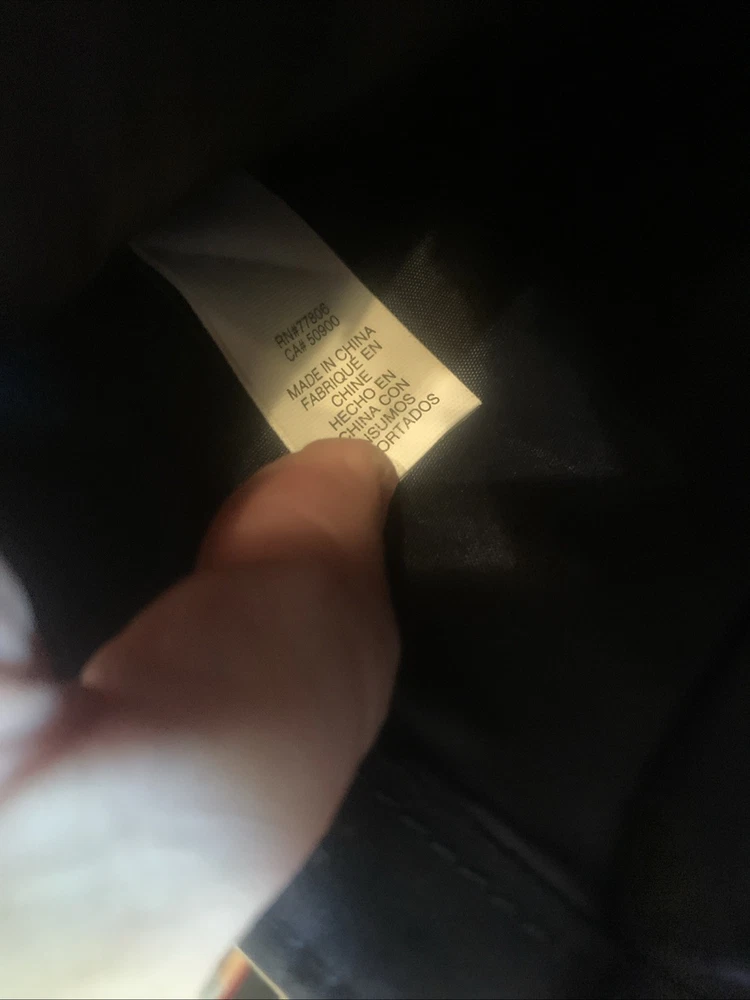 RN#77806
CA# 50900
MADE IN CHINA
FABRIQUÉ EN
CHINE
HECHO EN
CHINA CON